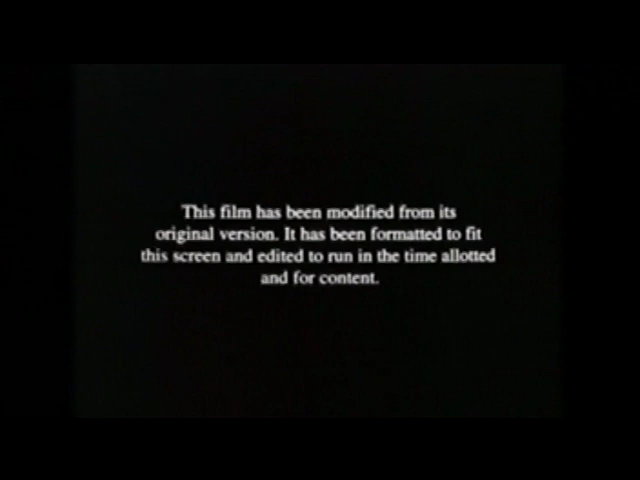 This film has been modified from its
original version. It has been formatted to fit
this screen and edited to run in the time allotted
and for content.